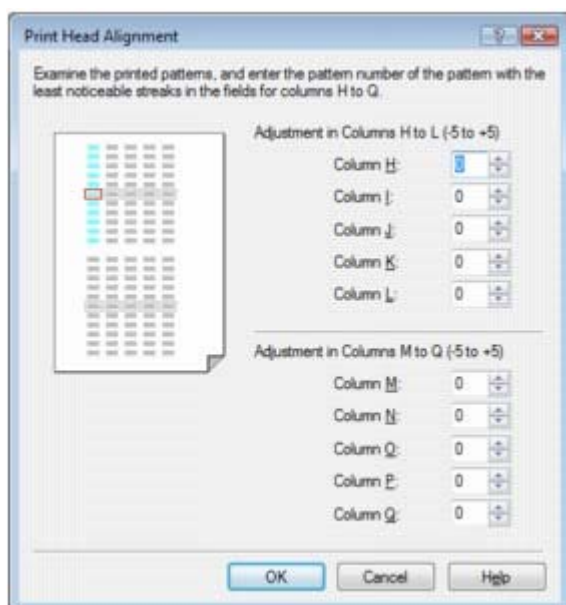 Print Head Alignment
Examine the printed patterns, and enter the pattern number of the pattern with the
least noticeable streaks in the fields for columns H to Q.
Adjustment in Columns H to L (-5 to +5)
Column H: 0
Column I: 0
Column J: 0
Column K: 0
Column L: 0
Adjustment in Columns M to Q (-5 to +5)
Column M: 0
Column N: 0
Column O: 0
Column P: 0
Column Q: 0
OK Cancel Help